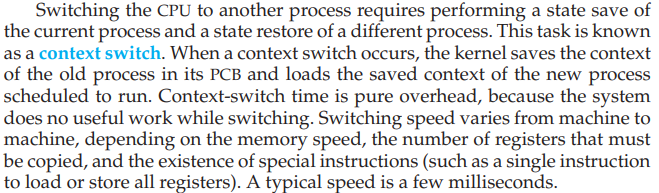 Switching the CPU to another process requires performing a state save of
the current process and a state restore of a different process. This task is known
as a context switch. When a context switch occurs, the kernel saves the context
of the old process in its PCB and loads the saved context of the new process
scheduled to run. Context-switch time is pure overhead, because the system
does no useful work while switching. Switching speed varies from machine to
machine, depending on the memory speed, the number of registers that must
be copied, and the existence of special instructions (such as a single instruction
to load or store all registers). A typical speed is a few milliseconds.